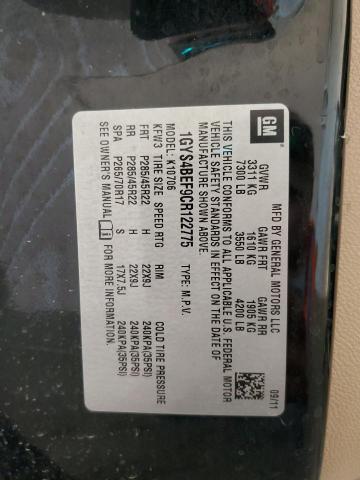 GM
MFD BY GENERAL MOTORS LLC 09/11
GVWR GAWR FRT GAWR RR
3311 KG 1610 KG 1905 KG
7300 LB 3550 LB 4200 LB
THIS VEHICLE CONFORMS TO ALL APPLICABLE U.S. FEDERAL MOTOR
VEHICLE SAFETY STANDARDS IN EFFECT ON THE DATE OF
MANUFACTURE SHOWN ABOVE.
1GYS4BEF9CR122775 TYPE: M.P.V.
MODEL: K10706
KFW3 TIRE SIZE SPEED RTG RIM COLD TIRE PRESSURE
FRT P285/45R22 H 22X9J 240KPA(35PSI)
RR P285/45R22 H 22X9J 240KPA(35PSI)
SPA P265/70R17 S 17X7.5J 240KPA(35PSI)
SEE OWNER'S MANUAL i FOR MORE INFORMATION.